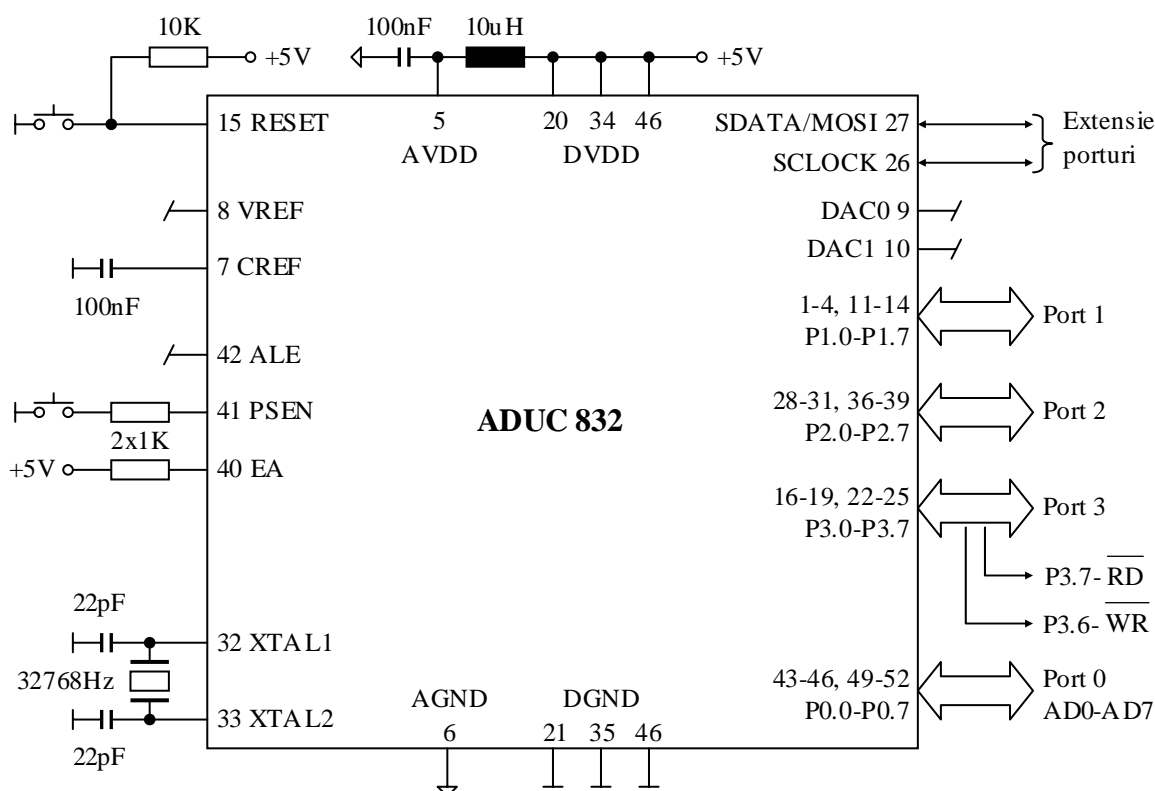 10K
+5V
100nF
10uH
+5V
15 RESET
5
20
34
46
AVDD
DVDD
SDATA/MOSI 27
SCLOCK 26
Extensie
porturi
8 VREF
DAC0 9
DAC1 10
7 CREF
100nF
1-4, 11-14
P1.0-P1.7
Port 1
42 ALE
41 PSEN
2x1K
+5V
40 EA
ADUC 832
28-31, 36-39
P2.0-P2.7
Port 2
16-19, 22-25
P3.0-P3.7
Port 3
P3.7-RD
P3.6-WR
22pF
32 XTAL1
32768Hz
33 XTAL2
22pF
43-46, 49-52
P0.0-P0.7
Port 0
AD0-AD7
AGND
DGND
6
21
35
46